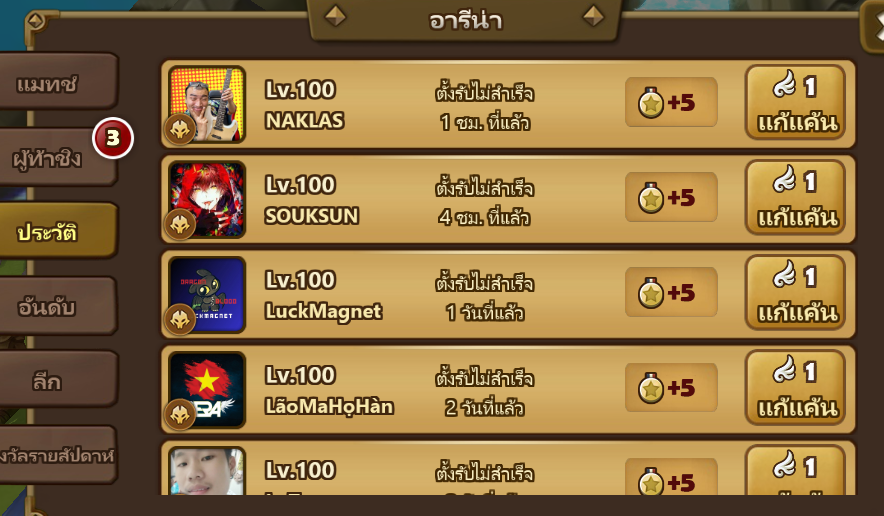 อารีน่า
แมทช์
ผู้ท้าชิง
3
ประวัติ
อันดับ
ลีก
วัลรายสัปดาห์
Lv.100
NAKLAS
ตั้งรับไม่สำเร็จ
1 ชม. ที่แล้ว
+5
1
แก้แค้น
Lv.100
SOUKSUN
ตั้งรับไม่สำเร็จ
4 ชม. ที่แล้ว
+5
1
แก้แค้น
Lv.100
LuckMagnet
ตั้งรับไม่สำเร็จ
1 วันที่แล้ว
+5
1
แก้แค้น
Lv.100
LãoMaHọHàn
ตั้งรับไม่สำเร็จ
2 วันที่แล้ว
+5
1
แก้แค้น
Lv.100
ตั้งรับไม่สำเร็จ
+5
1